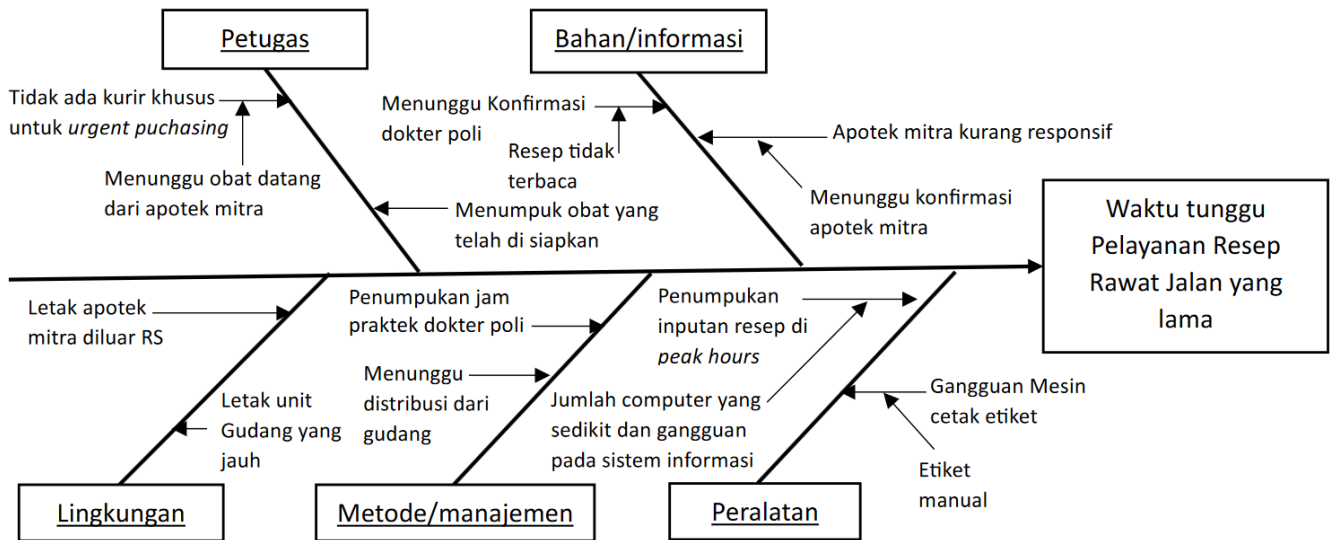 Petugas
Bahan/informasi
Tidak ada kurir khusus
untuk urgent puchasing
Menunggu obat datang
dari apotek mitra
Menunggu Konfirmasi
dokter poli
Resep tidak
terbaca
Menumpuk obat yang
telah di siapkan
Apotek mitra kurang responsif
Menunggu konfirmasi
apotek mitra
Waktu tunggu
Pelayanan Resep
Rawat Jalan yang
lama
Letak apotek
mitra diluar RS
Letak unit
Gudang yang
jauh
Penumpukan jam
praktek dokter poli
Menunggu
distribusi dari
gudang
Penumpukan
inputan resep di
peak hours
Jumlah computer yang
sedikit dan gangguan
pada sistem informasi
Gangguan Mesin
cetak etiket
Etiket
manual
Lingkungan
Metode/manajemen
Peralatan